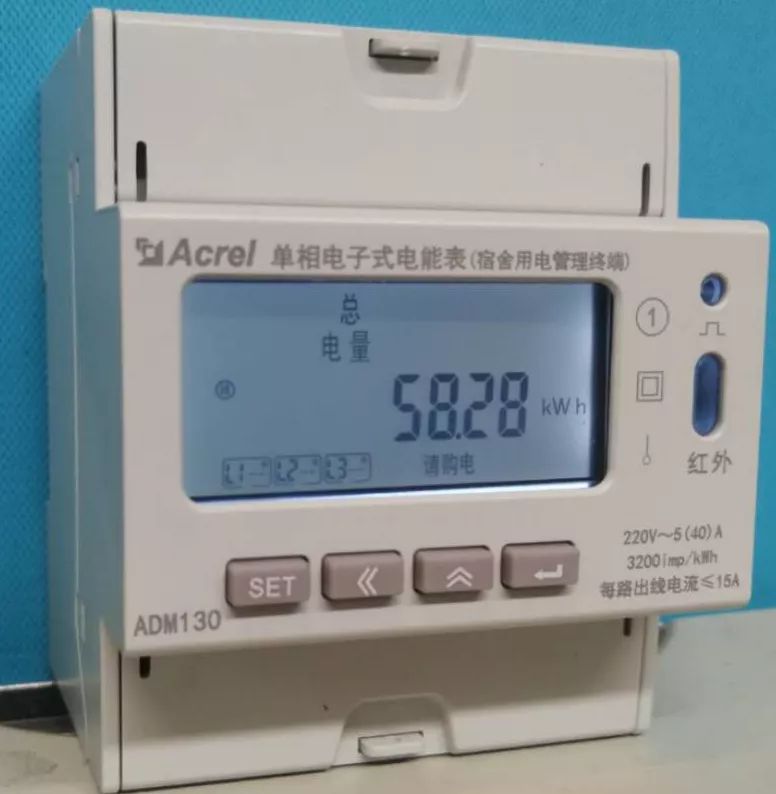 Acrel 单相电子式电能表(宿舍用电管理终端)
总
电量
58.28 kWh
L1 L2 L3 请购电
1
红外
220V～5(40)A
3200imp/kWh
每路出线电流≤15A
SET
ADM130